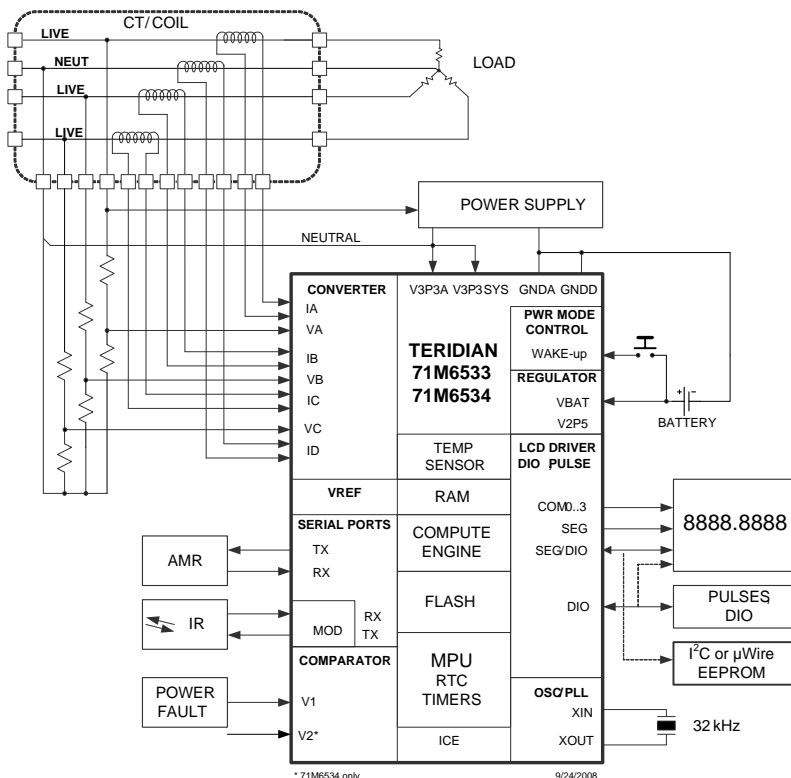 CT/COIL
LIVE
NEUT
LIVE
LIVE
LOAD
POWER SUPPLY
NEUTRAL
CONVERTER
IA
VA
IB
VB
IC
VC
ID
V3P3A V3P3SYS GNDA GNDD
TERIDIAN
71M6533
71M6534
PWR MODE
CONTROL
WAKE-up
REGULATOR
VBAT
V2P5
BATTERY
+ -
TEMP
SENSOR
LCD DRIVER
DIO, PULSE
VREF
RAM
COM0..3
SEG
SEG/DIO
DIO
8888.8888
SERIAL PORTS
TX
RX
AMR
COMPUTE
ENGINE
FLASH
IR
MOD
RX
TX
PULSES,
DIO
I2C or µWire
EEPROM
COMPARATOR
V1
V2*
POWER
FAULT
MPU
RTC
TIMERS
ICE
OSC/PLL
XIN
XOUT
32 kHz
* 71M6534 only
9/24/2008